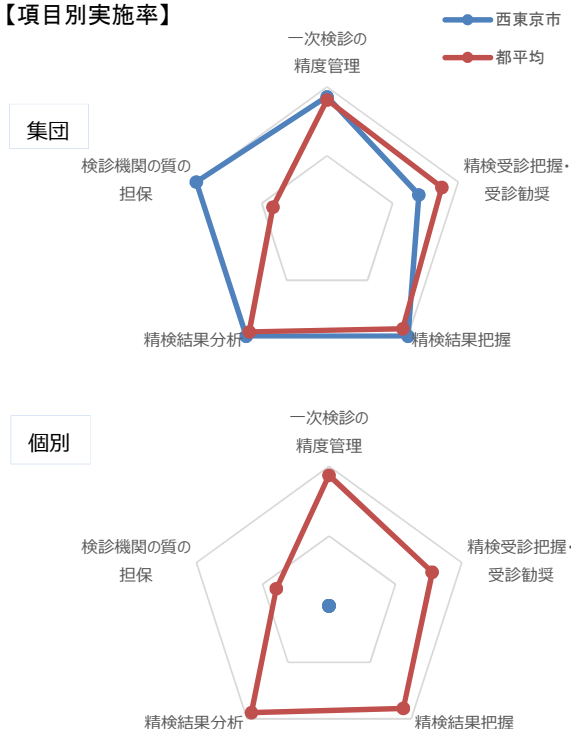 【項目別実施率】
西東京市
都平均
集団
一次検診の
精度管理
精検受診把握・
受診勧奨
精検結果把握
精検結果分析
検診機関の質の
担保
個別
一次検診の
精度管理
精検受診把握・
受診勧奨
精検結果把握
精検結果分析
検診機関の質の
担保